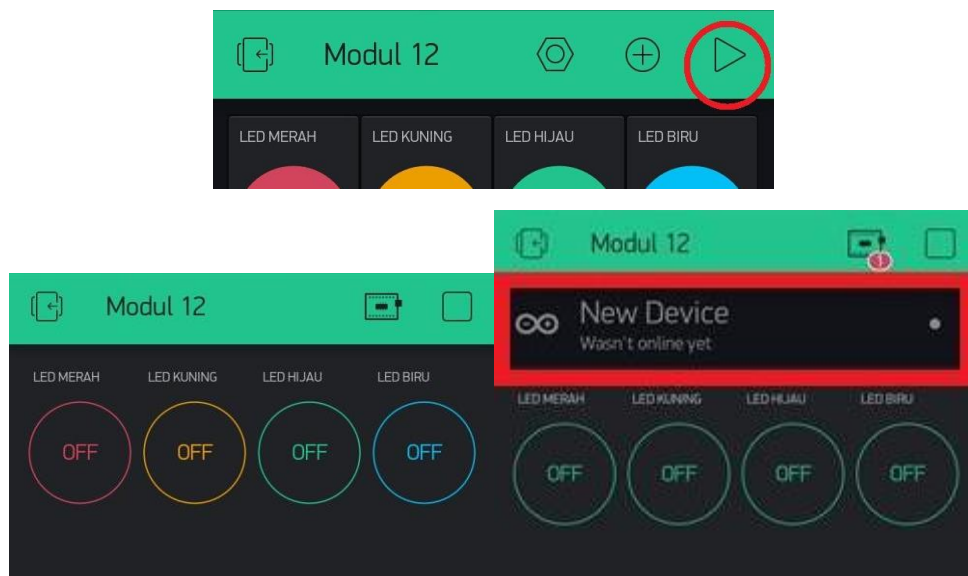 Modul 12
LED MERAH LED KUNING LED HIJAU LED BIRU
Modul 12
LED MERAH LED KUNING LED HIJAU LED BIRU
OFF OFF OFF OFF
Modul 12
1
New Device
Wasn't online yet
LED MERAH LED KUNING LED HIJAU LED BIRU
OFF OFF OFF OFF